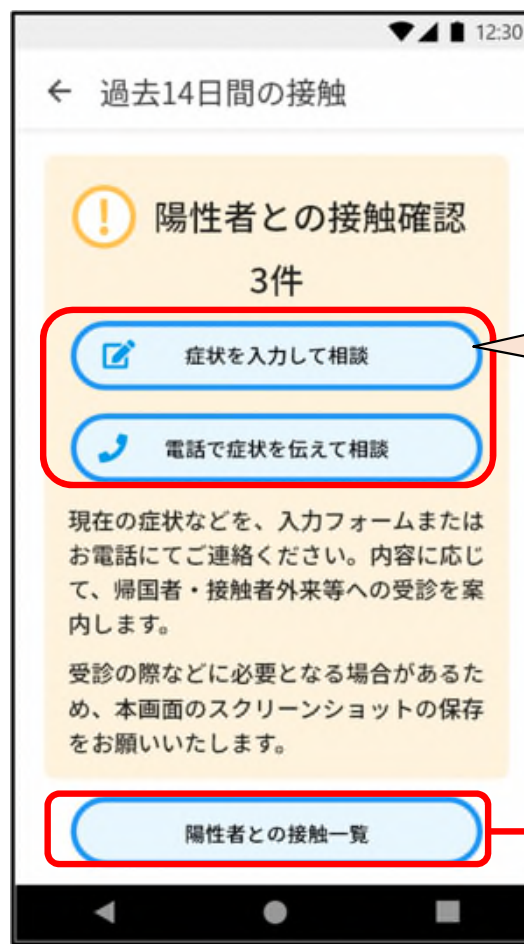 12:30
← 過去14日間の接触
陽性者との接触確認
3件
症状を入力して相談
電話で症状を伝えて相談
現在の症状などを、入力フォームまたは
お電話にてご連絡ください。内容に応じ
て、帰国者・接触者外来等への受診を案
内します。
受診の際などに必要となる場合があるた
め、本画面のスクリーンショットの保存
をお願いいたします。
陽性者との接触一覧